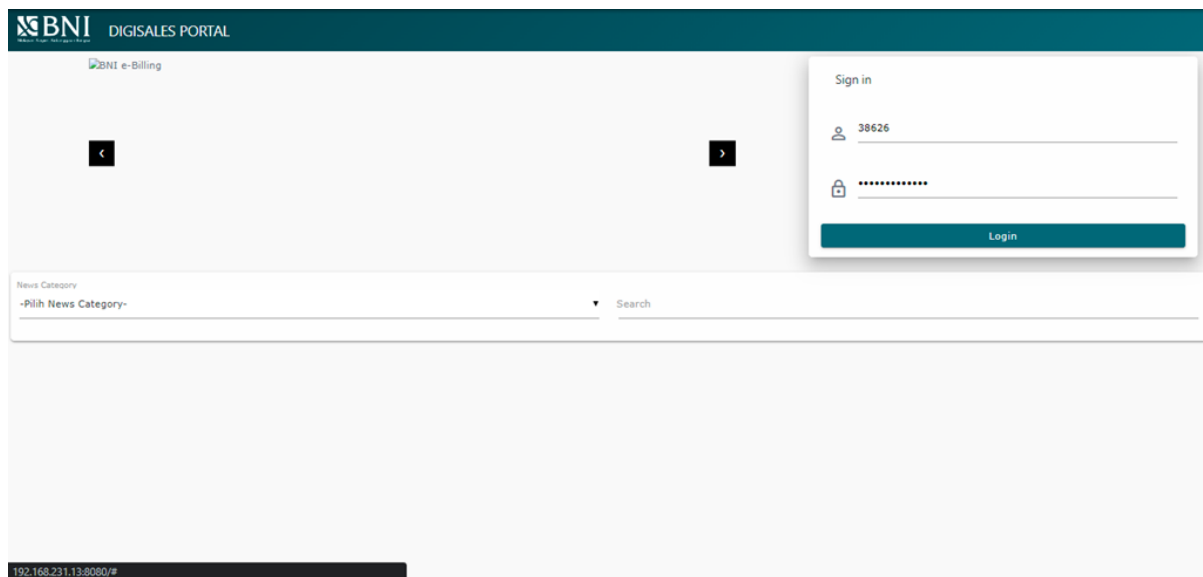 BNI DIGISALES PORTAL
BNI e-Billing
Sign in
38626
•••••••••••••
Login
News Category
-Pilih News Category-
Search
192.168.231.13:8080/#